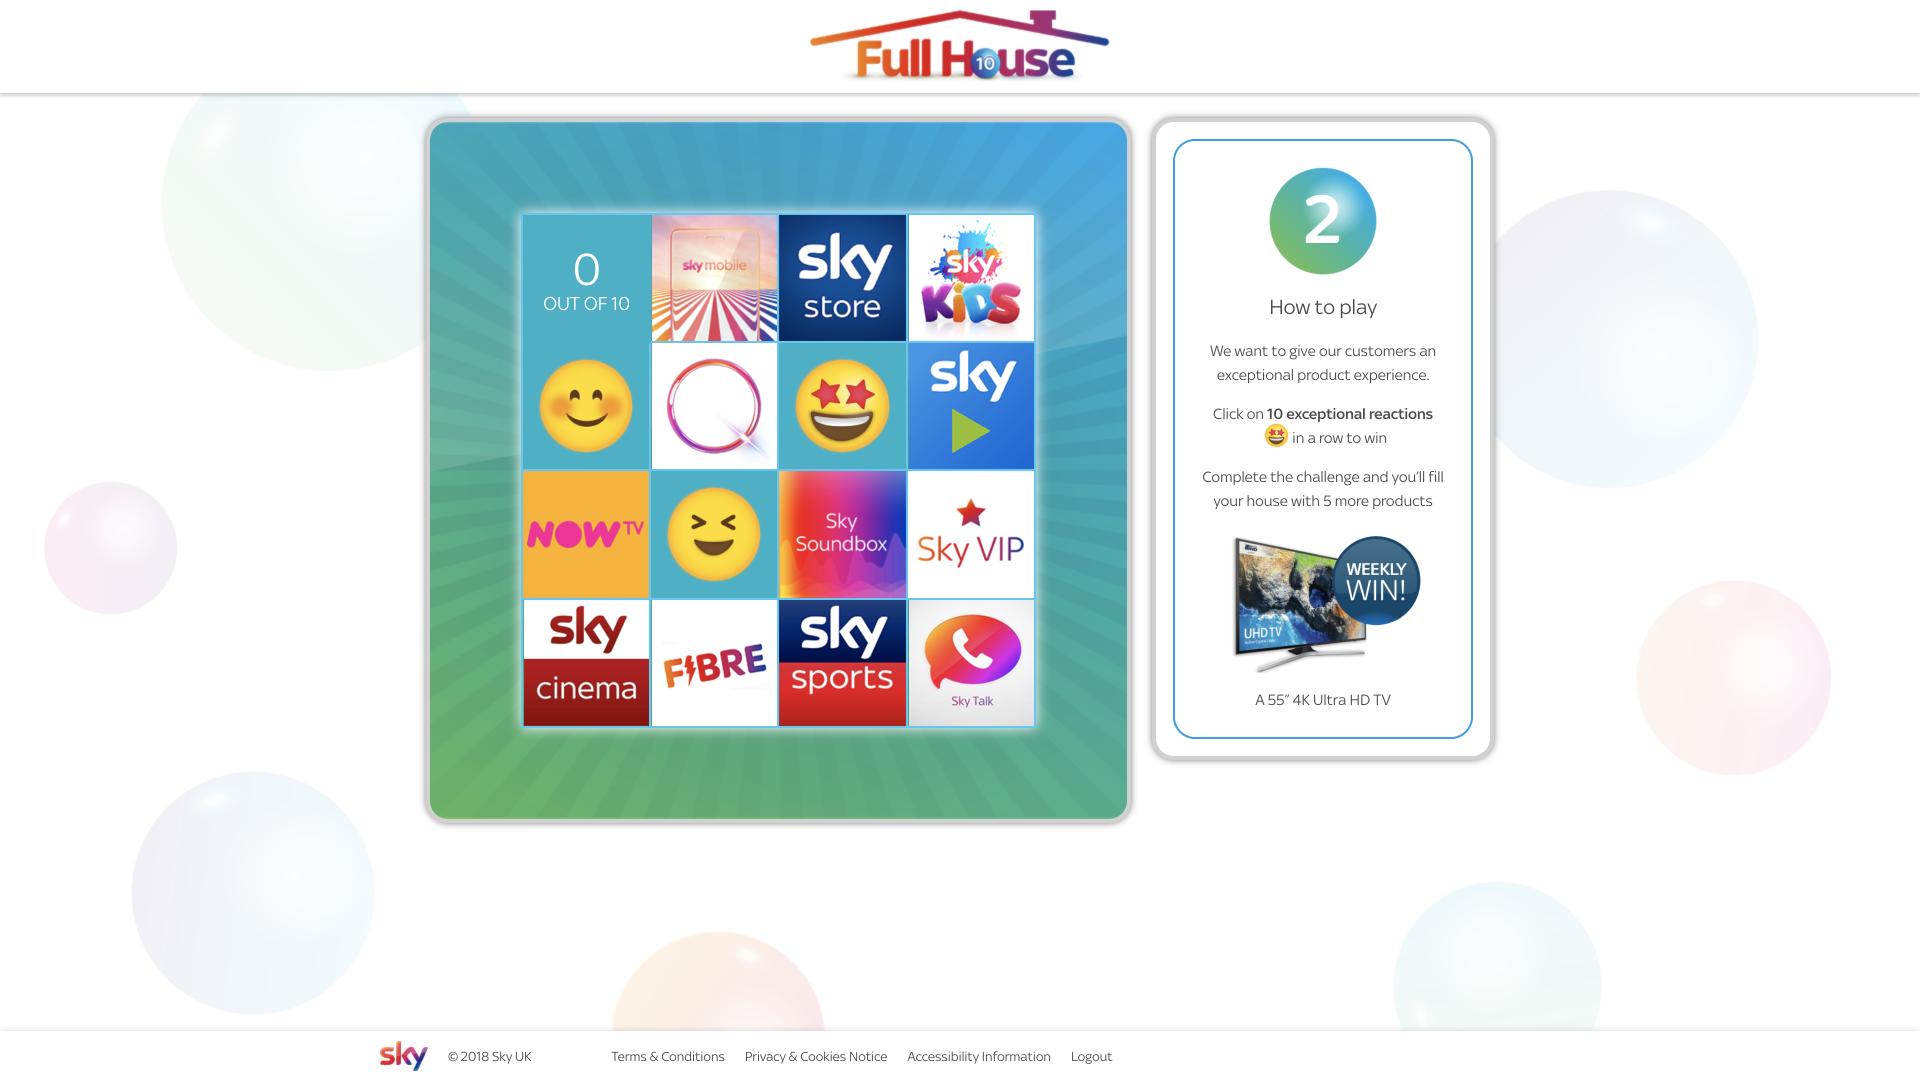 Full House
10
0
OUT OF 10
sky mobile
sky
store
sky
KiDS
sky
NOWTV
Sky
Soundbox
Sky VIP
sky
cinema
FIBRE
sky
sports
Sky Talk
2
How to play
We want to give our customers an
exceptional product experience.
Click on 10 exceptional reactions
in a row to win
Complete the challenge and you'll fill
your house with 5 more products
WEEKLY
WIN!
UHD TV
A 55” 4K Ultra HD TV
sky
© 2018 Sky UK
Terms & Conditions
Privacy & Cookies Notice
Accessibility Information
Logout